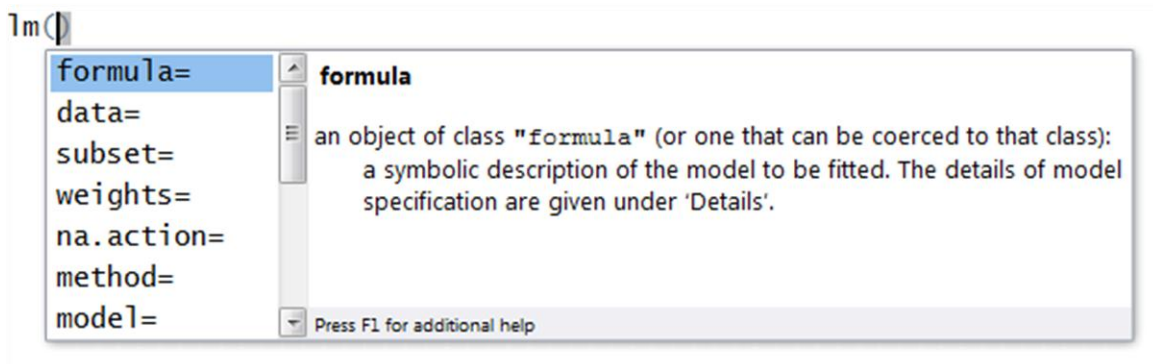 lm()
formula=
data=
subset=
weights=
na.action=
method=
model=
formula
an object of class "formula" (or one that can be coerced to that class):
a symbolic description of the model to be fitted. The details of model
specification are given under ‘Details’.
Press F1 for additional help